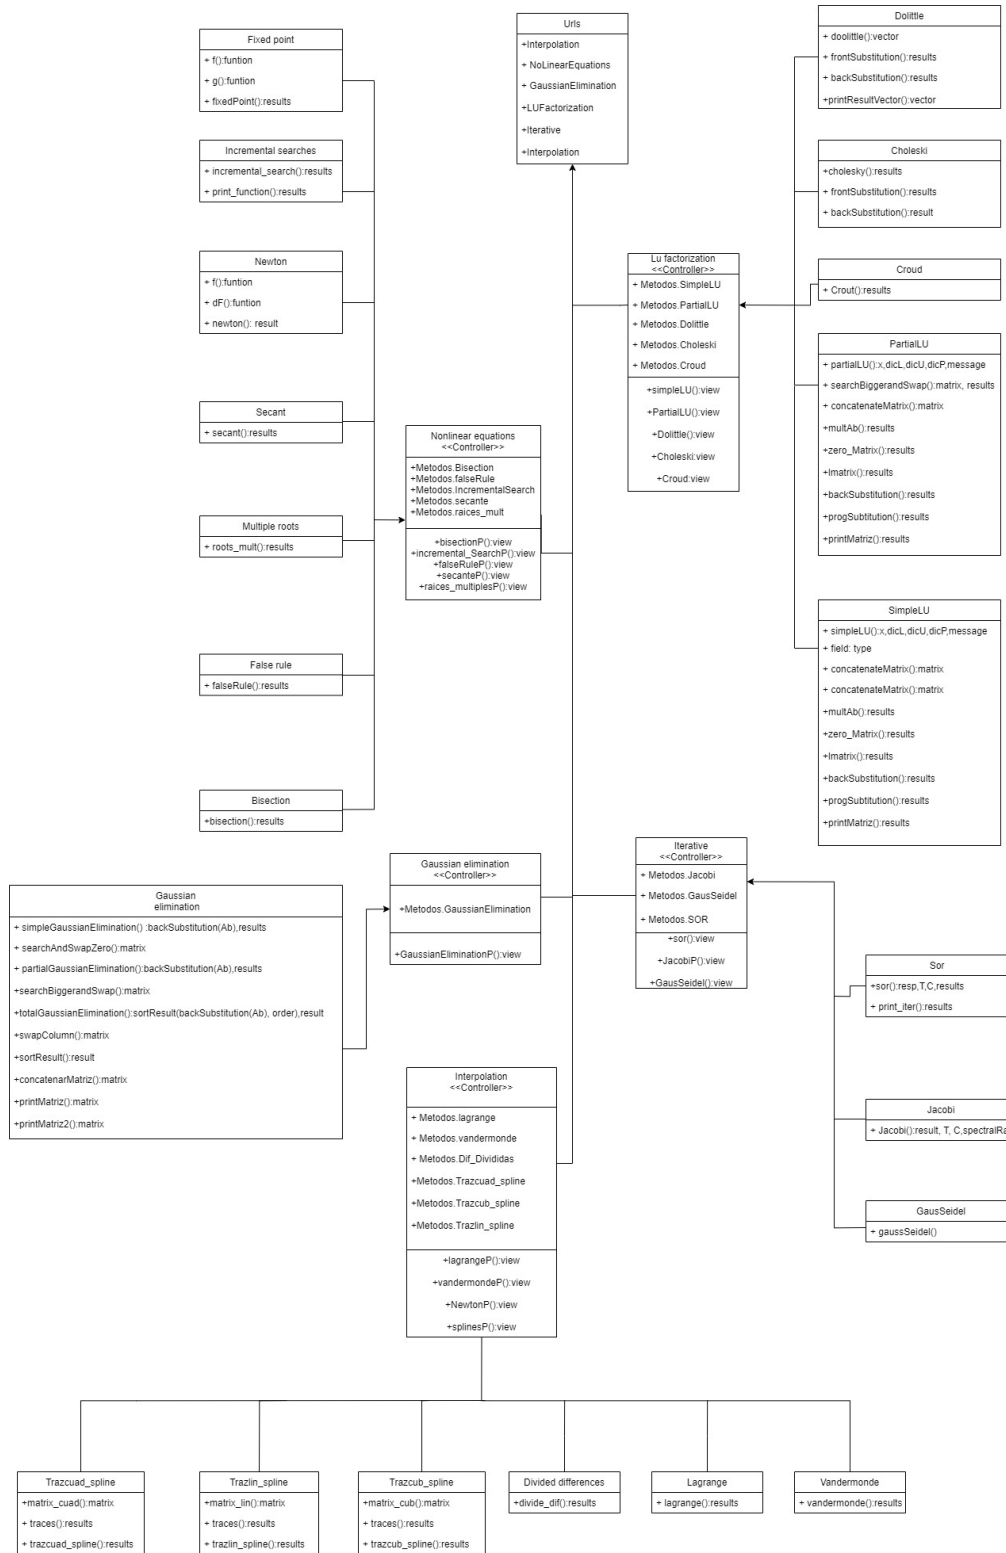 Urls
+Interpolation
+ NoLinearEquations
+ GaussianElimination
+LUFactorization
+Iterative
+Interpolation
Fixed point
+ f():funtion
+ g():funtion
+ fixedPoint():results
Incremental searches
+ incremental_search():results
+ print_function():results
Newton
+ f():funtion
+ dF():funtion
+ newton(): result
Secant
+ secant():results
Multiple roots
+ roots_mult():results
False rule
+ falseRule():results
Bisection
+bisection():results
Nonlinear equations
<<Controller>>
+Metodos.Bisection
+Metodos.falseRule
+Metodos.IncrementalSearch
+Metodos.secante
+Metodos.raices_mult
+bisectionP():view
+incremental_SearchP():view
+falseRuleP():view
+secanteP():view
+raices_multiplesP():view
Lu factorization
<<Controller>>
+ Metodos.SimpleLU
+ Metodos.PartialLU
+ Metodos.Dolittle
+ Metodos.Choleski
+ Metodos.Croud
+simpleLU():view
+PartialLU():view
+Dolittle():view
+Choleski:view
+Croud:view
Dolittle
+ doolittle():vector
+ frontSubstitution():results
+ backSubstitution():results
+printResultVector():vector
Choleski
+cholesky():results
+ frontSubstitution():results
+ backSubstitution():result
Croud
+ Crout():results
PartialLU
+ partialLU():x,dicL,dicU,dicP,message
+ searchBiggerandSwap():matrix, results
+ concatenateMatrix():matrix
+multAb():results
+zero_Matrix():results
+Imatrix():results
+backSubstitution():results
+progSubtitution():results
+printMatriz():results
SimpleLU
+ simpleLU():x,dicL,dicU,dicP,message
+ field: type
+ concatenateMatrix():matrix
+ concatenateMatrix():matrix
+multAb():results
+zero_Matrix():results
+Imatrix():results
+backSubstitution():results
+progSubtitution():results
+printMatriz():results
Gaussian elimination
<<Controller>>
+Metodos.GaussianElimination
+GaussianEliminationP():view
Iterative
<<Controller>>
+ Metodos.Jacobi
+ Metodos.GausSeidel
+ Metodos.SOR
+sor():view
+JacobiP():view
+GausSeidel():view
Gaussian
elimination
+ simpleGaussianElimination() :backSubstitution(Ab),results
+ searchAndSwapZero():matrix
+ partialGaussianElimination():backSubstitution(Ab),results
+searchBiggerandSwap():matrix
+totalGaussianElimination():sortResult(backSubstitution(Ab), order),result
+swapColumn():matrix
+sortResult():result
+concatenarMatriz():matrix
+printMatriz():matrix
+printMatriz2():matrix
Sor
+sor():resp,T,C,results
+ print_iter():results
Jacobi
+ Jacobi():result, T, C,spectralRa
GausSeidel
+ gaussSeidel()
Interpolation
<<Controller>>
+ Metodos.lagrange
+ Metodos.vandermonde
+ Metodos.Dif_Divididas
+Metodos.Trazcuad_spline
+Metodos.Trazcub_spline
+Metodos.Trazlin_spline
+lagrangeP():view
+vandermondeP():view
+NewtonP():view
+splinesP():view
Trazcuad_spline
+matrix_cuad():matrix
+ traces():results
+ trazcuad_spline():results
Trazlin_spline
+matrix_lin():matrix
+ traces():results
+ trazlin_spline():results
Trazcub_spline
+matrix_cub():matrix
+ traces():results
+ trazcub_spline():results
Divided differences
+divide_dif():results
Lagrange
+ lagrange():results
Vandermonde
+ vandermonde():results